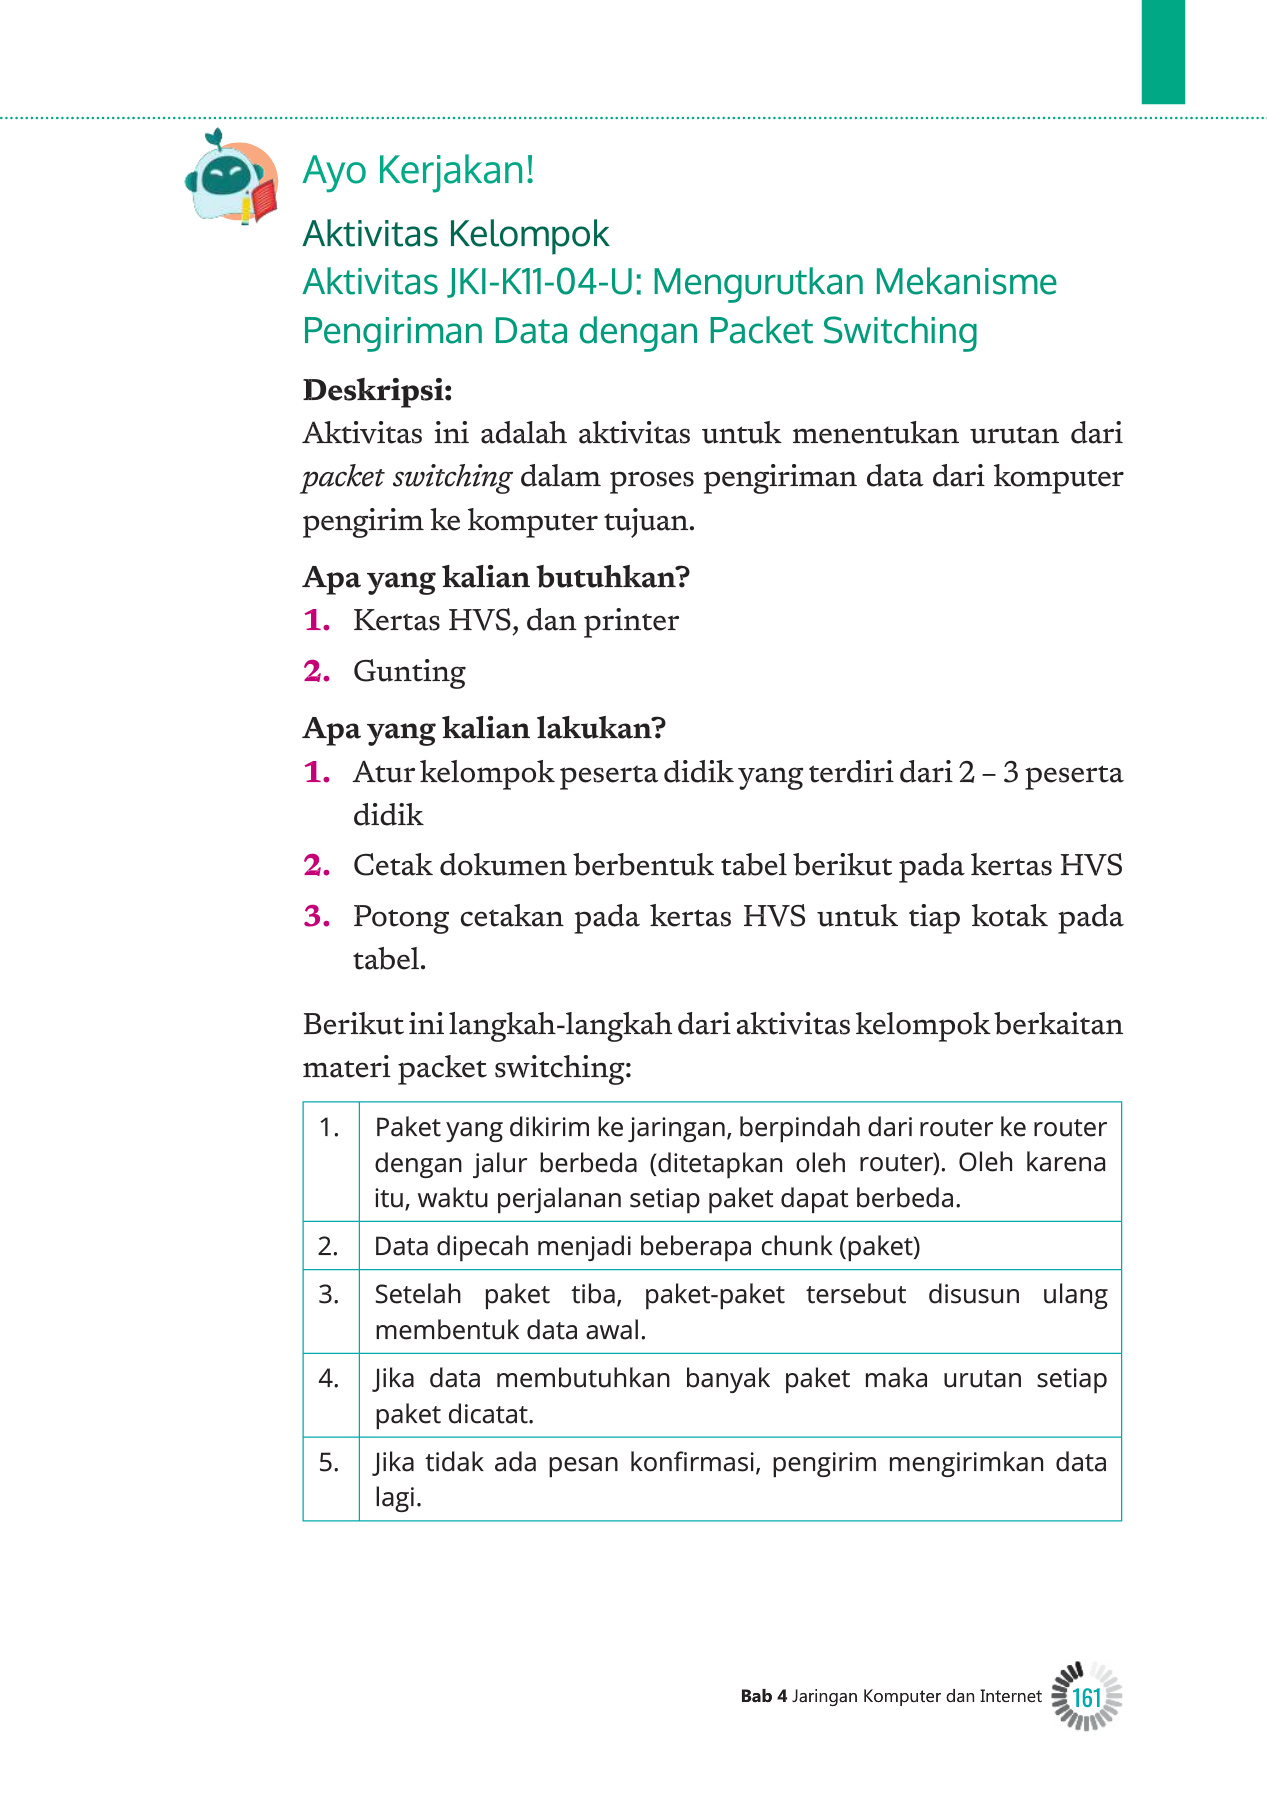 Ayo Kerjakan!
Aktivitas Kelompok
Aktivitas JKI-K11-04-U: Mengurutkan Mekanisme
Pengiriman Data dengan Packet Switching
Deskripsi:
Aktivitas ini adalah aktivitas untuk menentukan urutan dari
packet switching dalam proses pengiriman data dari komputer
pengirim ke komputer tujuan.
Apa yang kalian butuhkan?
1. Kertas HVS, dan printer
2. Gunting
Apa yang kalian lakukan?
1. Atur kelompok peserta didik yang terdiri dari 2 – 3 peserta
didik
2. Cetak dokumen berbentuk tabel berikut pada kertas HVS
3. Potong cetakan pada kertas HVS untuk tiap kotak pada
tabel.
Berikut ini langkah-langkah dari aktivitas kelompok berkaitan
materi packet switching:
1. Paket yang dikirim ke jaringan, berpindah dari router ke router
dengan jalur berbeda (ditetapkan oleh router). Oleh karena
itu, waktu perjalanan setiap paket dapat berbeda.
2. Data dipecah menjadi beberapa chunk (paket)
3. Setelah paket tiba, paket-paket tersebut disusun ulang
membentuk data awal.
4. Jika data membutuhkan banyak paket maka urutan setiap
paket dicatat.
5. Jika tidak ada pesan konfirmasi, pengirim mengirimkan data
lagi.
Bab 4 Jaringan Komputer dan Internet 161